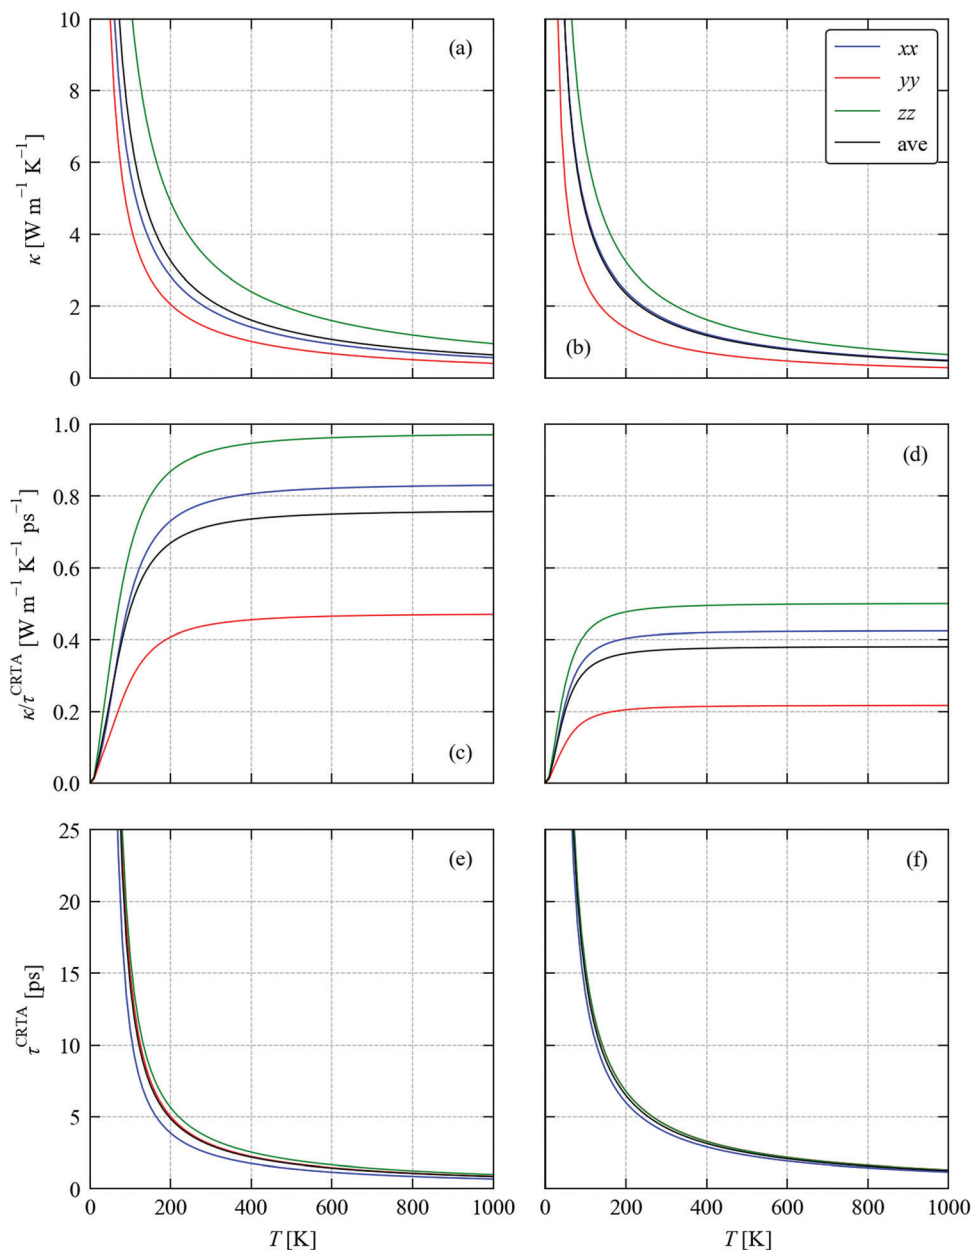 10
8
6
4
2
0
κ [W m⁻¹ K⁻¹]
(a)
(b)
xx
yy
zz
ave
1.0
0.8
0.6
0.4
0.2
0.0
κ/τ^CRTA [W m⁻¹ K⁻¹ ps⁻¹]
(c)
(d)
25
20
15
10
5
0
τ^CRTA [ps]
(e)
(f)
0 200 400 600 800 1000
0 200 400 600 800 1000
T [K]
T [K]